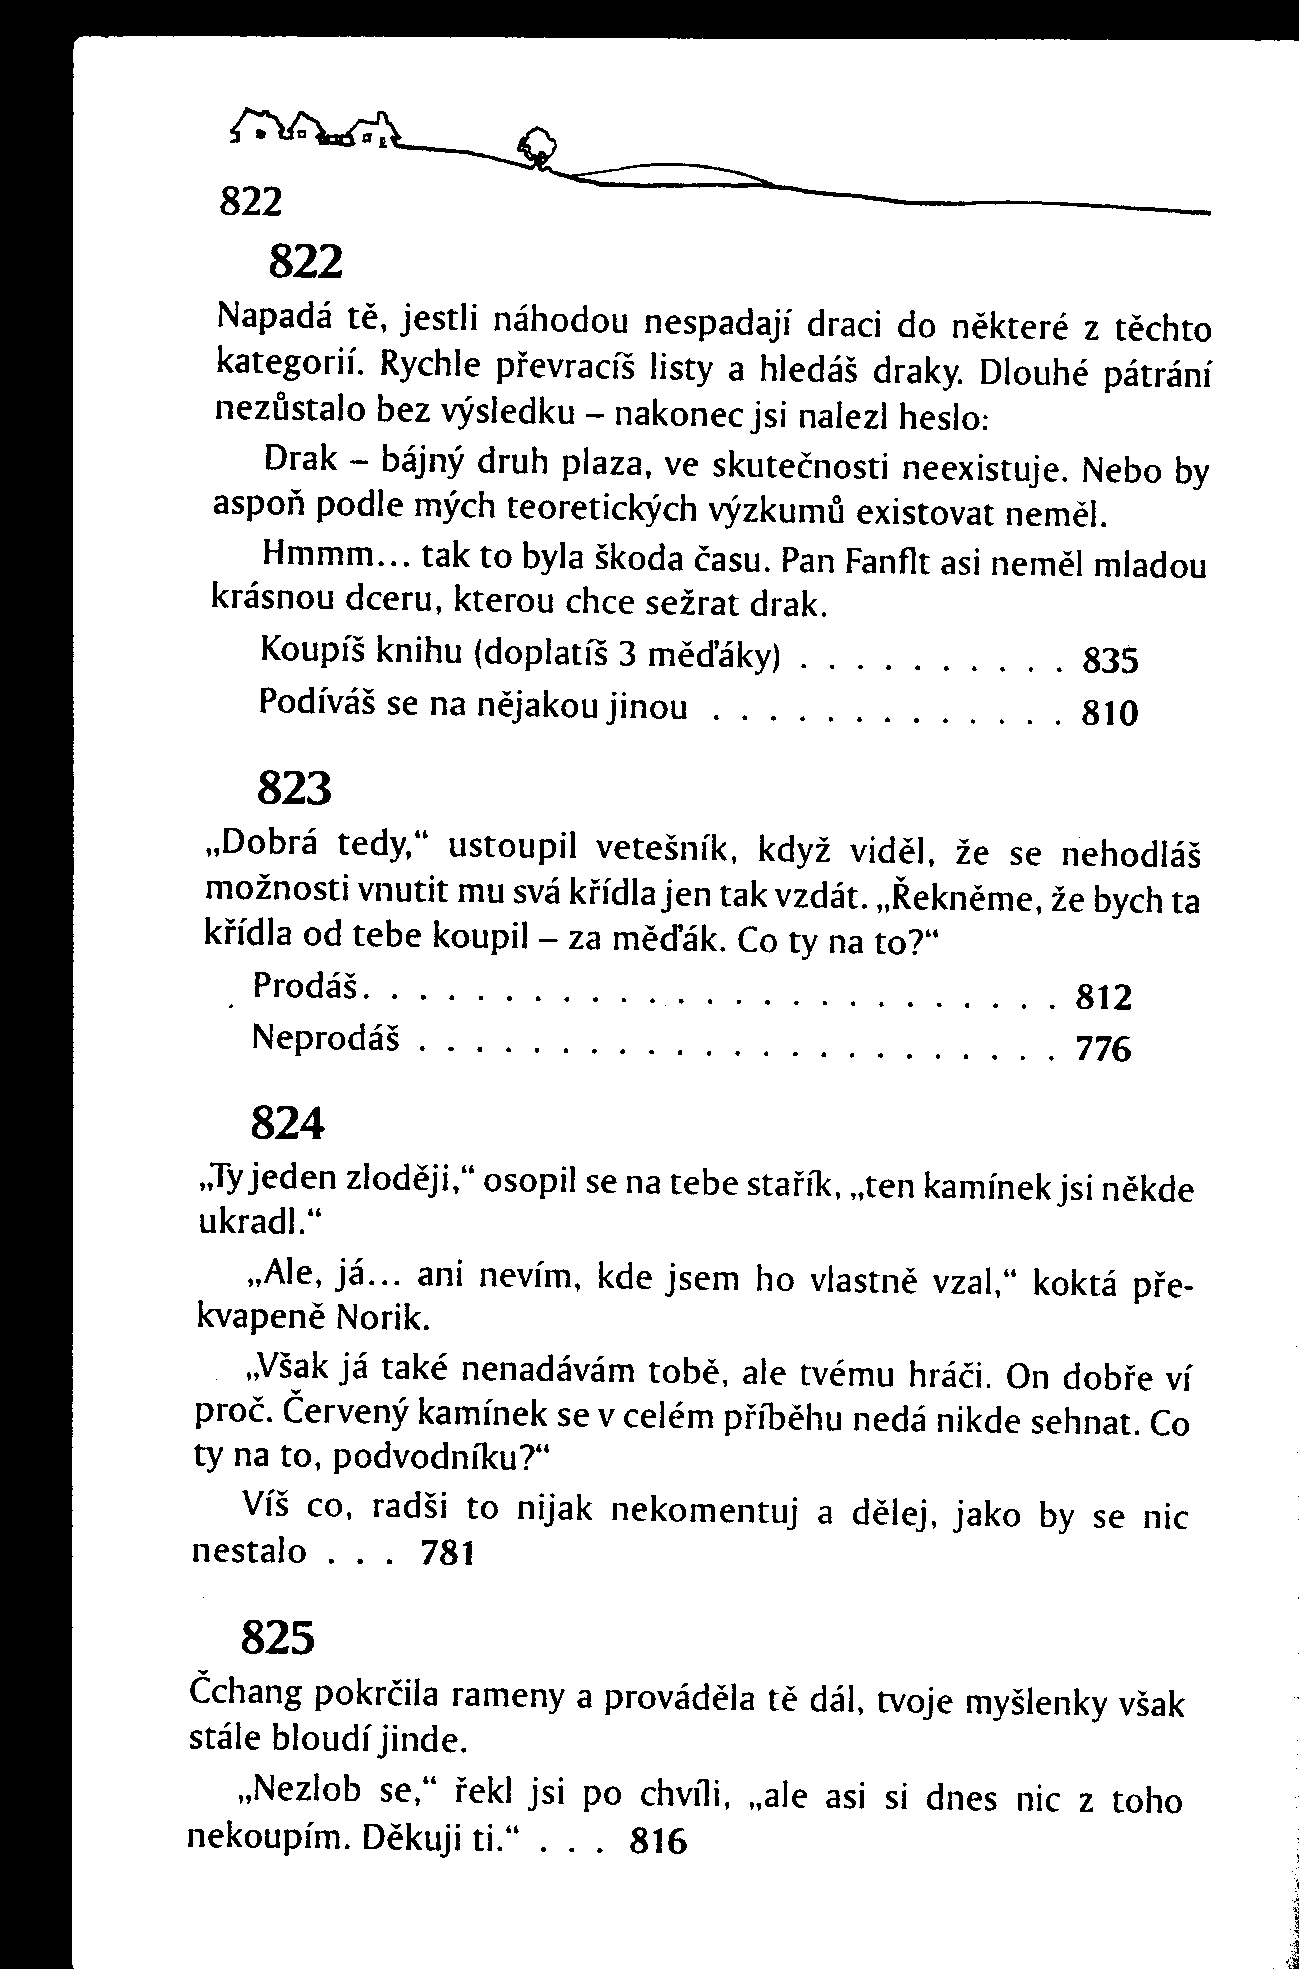 822
822
Napadá tě, jestli náhodou nespadají draci do některé z těchto
kategorií. Rychle převracíš listy a hledáš draky. Dlouhé pátrání
nezůstalo bez výsledku – nakonec jsi nalezl heslo:
Drak – bájný druh plaza, ve skutečnosti neexistuje. Nebo by
aspoň podle mých teoretických výzkumů existovat neměl.
Hmmm... tak to byla škoda času. Pan Fanflt asi neměl mladou
krásnou dceru, kterou chce sežrat drak.
Koupíš knihu (doplatíš 3 měďáky) . . . . . . . . . . 835
Podíváš se na nějakou jinou . . . . . . . . . . . . . 810
823
„Dobrá tedy,“ ustoupil vetešník, když viděl, že se nehodláš
možnosti vnutit mu svá křídla jen tak vzdát. „Řekněme, že bych ta
křídla od tebe koupil – za měďák. Co ty na to?“
Prodáš. . . . . . . . . . . . . . . . . . . . . . . . . 812
Neprodáš . . . . . . . . . . . . . . . . . . . . . . . 776
824
„Ty jeden zloději,“ osopil se na tebe stařík, „ten kamínek jsi někde
ukradl.“
„Ale, já... ani nevím, kde jsem ho vlastně vzal,“ koktá pře-
kvapeně Norik.
„Však já také nenadávám tobě, ale tvému hráči. On dobře ví
proč. Červený kamínek se v celém příběhu nedá nikde sehnat. Co
ty na to, podvodníku?“
Víš co, radši to nijak nekomentuj a dělej, jako by se nic
nestalo . . . 781
825
Čchang pokrčila rameny a prováděla tě dál, tvoje myšlenky však
stále bloudí jinde.
„Nezlob se,“ řekl jsi po chvíli, „ale asi si dnes nic z toho
nekoupím. Děkuji ti.“ . . . 816